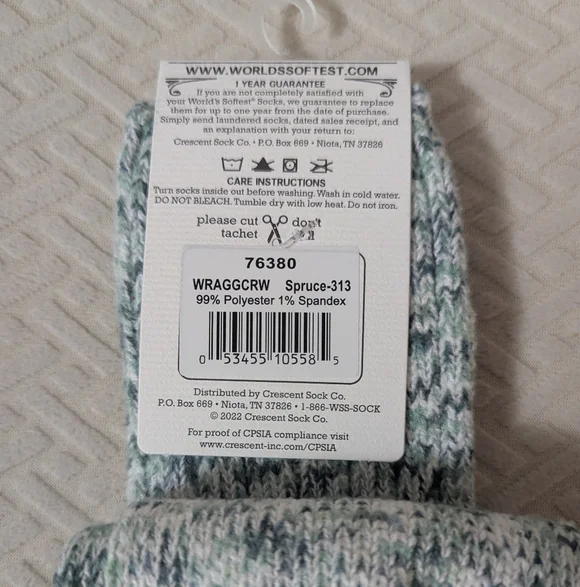 WWW.WORLDSSOFTEST.COM
1 YEAR GUARANTEE
If you are not completely satisfied with
your World's Softest® Socks, we guarantee to replace
them for up to one year from the date of purchase.
Simply send laundered socks, dated sales receipt, and
an explanation with your return to:
Crescent Sock Co. • P.O. Box 669 • Niota, TN 37826
CARE INSTRUCTIONS
Turn socks inside out before washing. Wash in cold water.
DO NOT BLEACH. Tumble dry with low heat. Do not iron.
please cut don't
tachet
76380
WRAGGCRW Spruce-313
99% Polyester 1% Spandex
0 53455 10558 5
Distributed by Crescent Sock Co.
P.O. Box 669 • Niota, TN 37826 • 1-866-WSS-SOCK
© 2022 Crescent Sock Co.
For proof of CPSIA compliance visit
www.crescent-inc.com/CPSIA